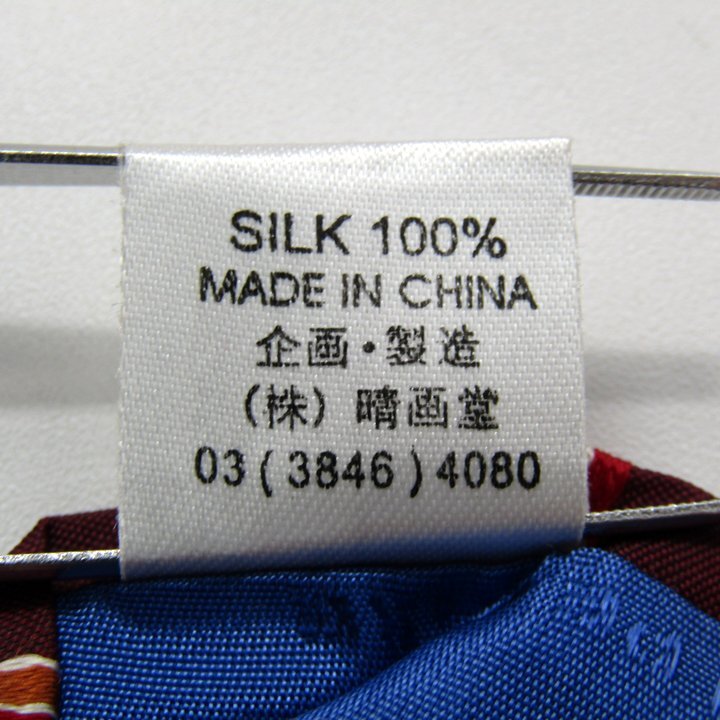 SILK 100%
MADE IN CHINA
企画・製造
(株) 晴画堂
03(3846)4080